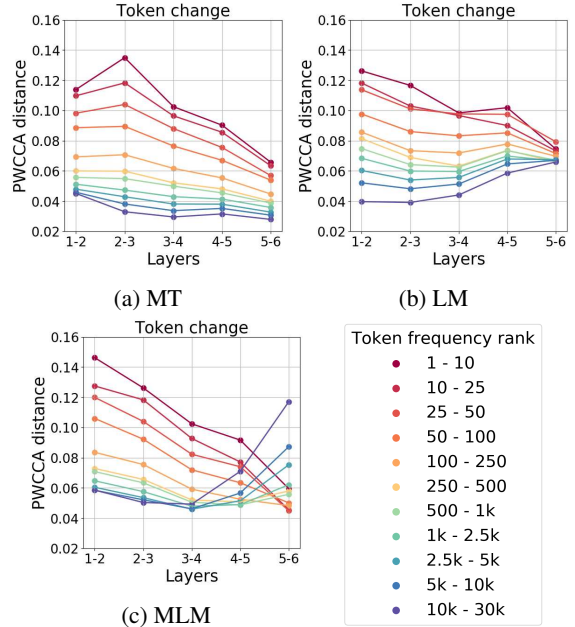 Token change
PWCCA distance
0.16
0.14
0.12
0.10
0.08
0.06
0.04
0.02
1-2 2-3 3-4 4-5 5-6
Layers
(a) MT
Token change
PWCCA distance
0.16
0.14
0.12
0.10
0.08
0.06
0.04
0.02
1-2 2-3 3-4 4-5 5-6
Layers
(b) LM
Token change
PWCCA distance
0.16
0.14
0.12
0.10
0.08
0.06
0.04
0.02
1-2 2-3 3-4 4-5 5-6
Layers
(c) MLM
Token frequency rank
1 - 10
10 - 25
25 - 50
50 - 100
100 - 250
250 - 500
500 - 1k
1k - 2.5k
2.5k - 5k
5k - 10k
10k - 30k